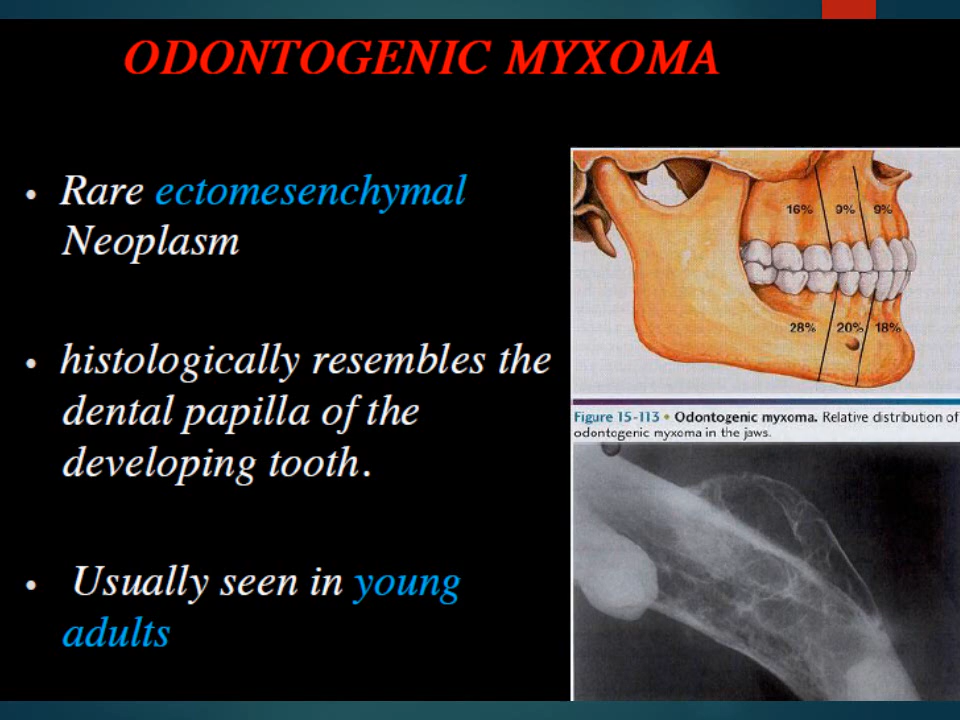 ODONTOGENIC MYXOMA
• Rare ectomesenchymal
Neoplasm
• histologically resembles the
dental papilla of the
developing tooth.
• Usually seen in young
adults
16% 9% 9%
28% 20% 18%
Figure 15-113 • Odontogenic myxoma. Relative distribution of
odontogenic myxoma in the jaws.